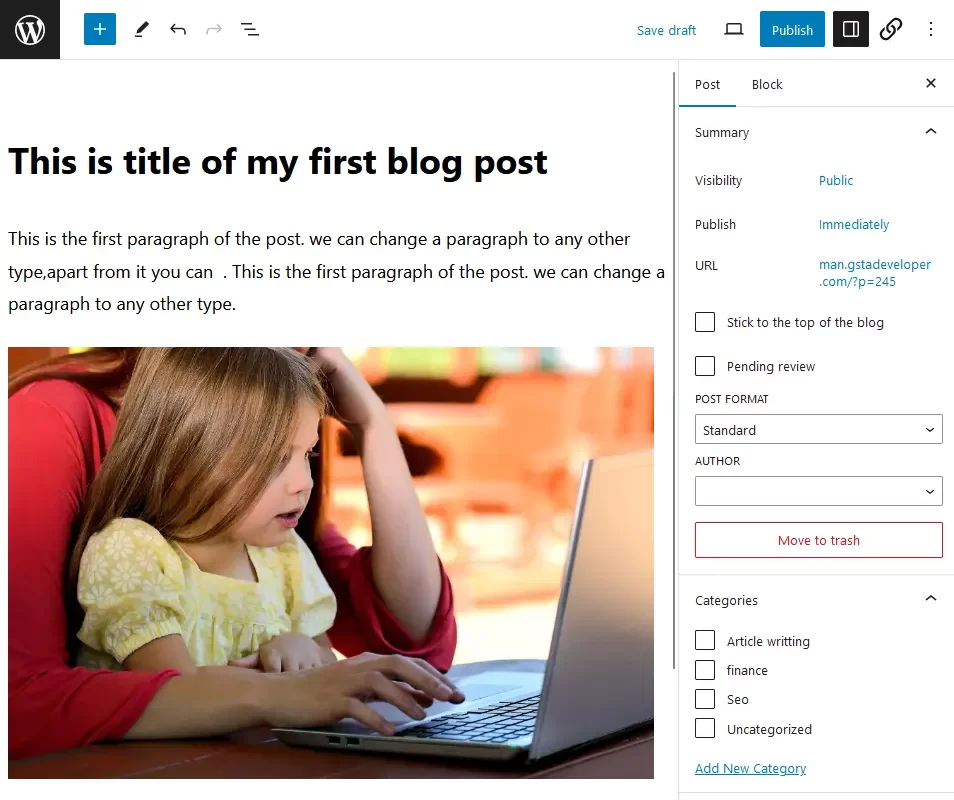 Save draft
Publish
Post
Block
This is title of my first blog post
This is the first paragraph of the post. we can change a paragraph to any other
type,apart from it you can  . This is the first paragraph of the post. we can change a
paragraph to any other type.
Summary
Visibility
Public
Publish
Immediately
URL
man.gstadeveloper
.com/?p=245
Stick to the top of the blog
Pending review
POST FORMAT
Standard
AUTHOR
Move to trash
Categories
Article writting
finance
Seo
Uncategorized
Add New Category